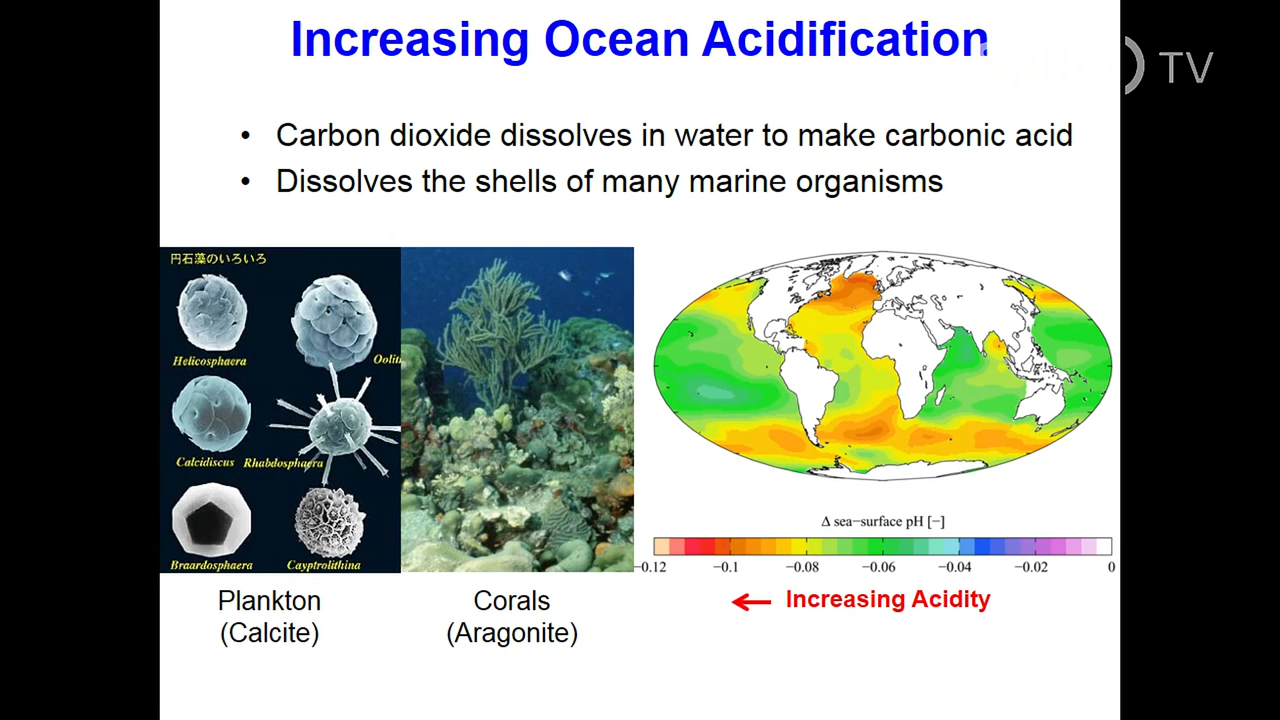 Increasing Ocean Acidification
TV
• Carbon dioxide dissolves in water to make carbonic acid
• Dissolves the shells of many marine organisms
円石藻のいろいろ
Helicosphaera
Oolit
Calcidiscus
Rhabdosphaera
Braardosphaera
Cayptrolithina
Plankton
(Calcite)
Corals
(Aragonite)
Δ sea−surface pH [−]
−0.12 −0.1 −0.08 −0.06 −0.04 −0.02 0
Increasing Acidity